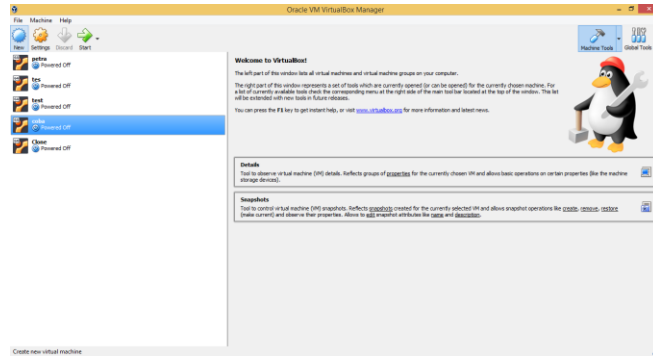 Oracle VM VirtualBox Manager
File Machine Help
New Settings Discard Start
Machine Tools Global Tools
petra
Powered Off
tes
Powered Off
test
Powered Off
coba
Powered Off
Clone
Powered Off
Welcome to VirtualBox!
The left part of this window lists all virtual machines and virtual machine groups on your computer.
The right part of this window represents a set of tools which are currently opened (or can be opened) for the currently chosen machine. For
a list of currently available tools check the corresponding menu at the right side of the main tool bar located at the top of the window. This list
will be extended with new tools in future releases.
You can press the F1 key to get instant help, or visit www.virtualbox.org for more information and latest news.
Details
Tool to observe virtual machine (VM) details. Reflects groups of properties for the currently chosen VM and allows basic operations on certain properties (like the machine
storage devices).
Snapshots
Tool to control virtual machine (VM) snapshots. Reflects snapshots created for the currently selected VM and allows snapshot operations like create, remove, restore
(make current) and observe their properties. Allows to edit snapshot attributes like name and description.
Create new virtual machine